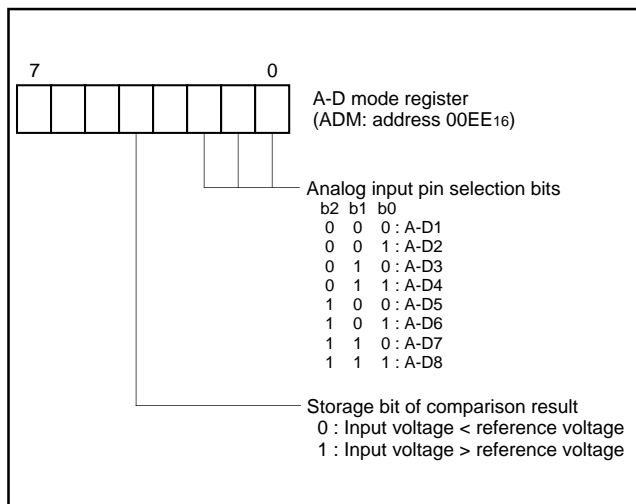 7 0
A-D mode register
(ADM: address 00EE16)
Analog input pin selection bits
b2 b1 b0
0 0 0 : A-D1
0 0 1 : A-D2
0 1 0 : A-D3
0 1 1 : A-D4
1 0 0 : A-D5
1 0 1 : A-D6
1 1 0 : A-D7
1 1 1 : A-D8
Storage bit of comparison result
0 : Input voltage < reference voltage
1 : Input voltage > reference voltage